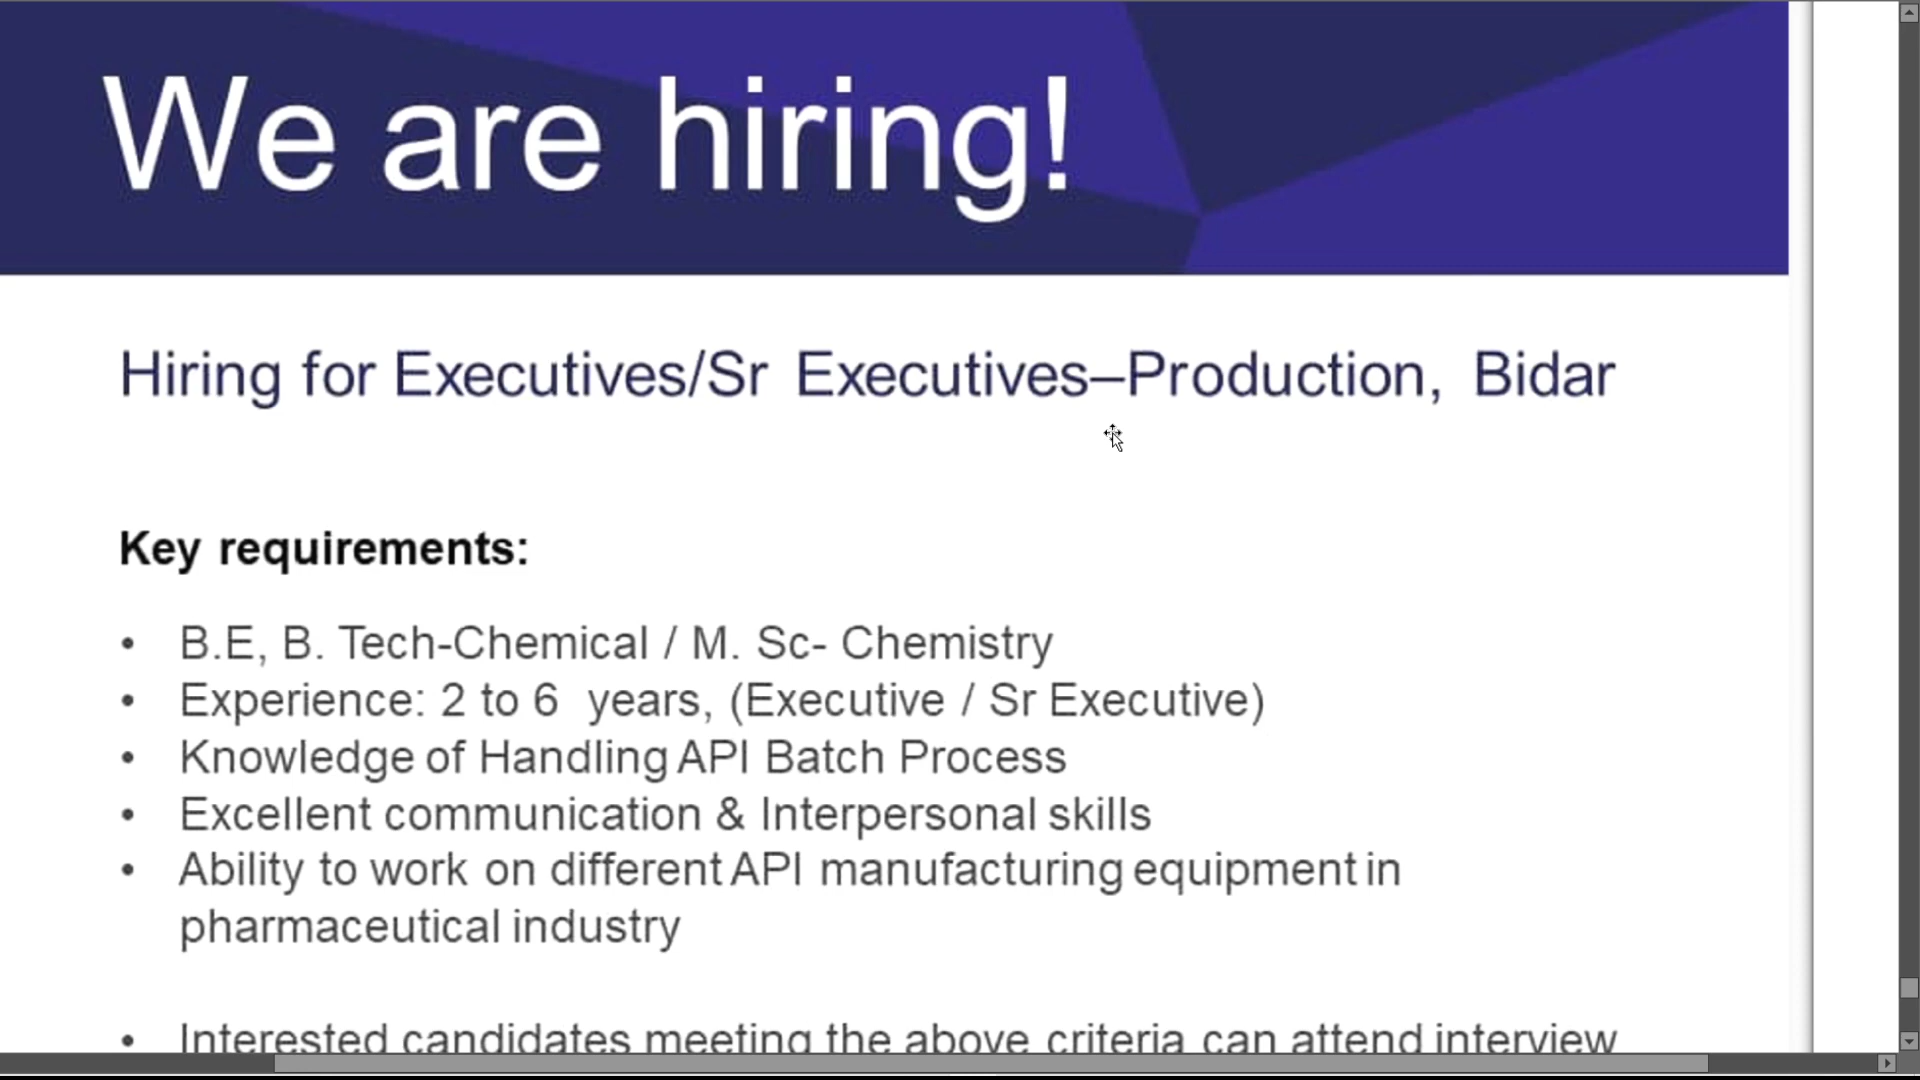 We are hiring!
Hiring for Executives/Sr Executives–Production, Bidar
Key requirements:
• B.E, B. Tech-Chemical / M. Sc- Chemistry
• Experience: 2 to 6 years, (Executive / Sr Executive)
• Knowledge of Handling API Batch Process
• Excellent communication & Interpersonal skills
• Ability to work on different API manufacturing equipment in
pharmaceutical industry
• Interested candidates meeting the above criteria can attend interview